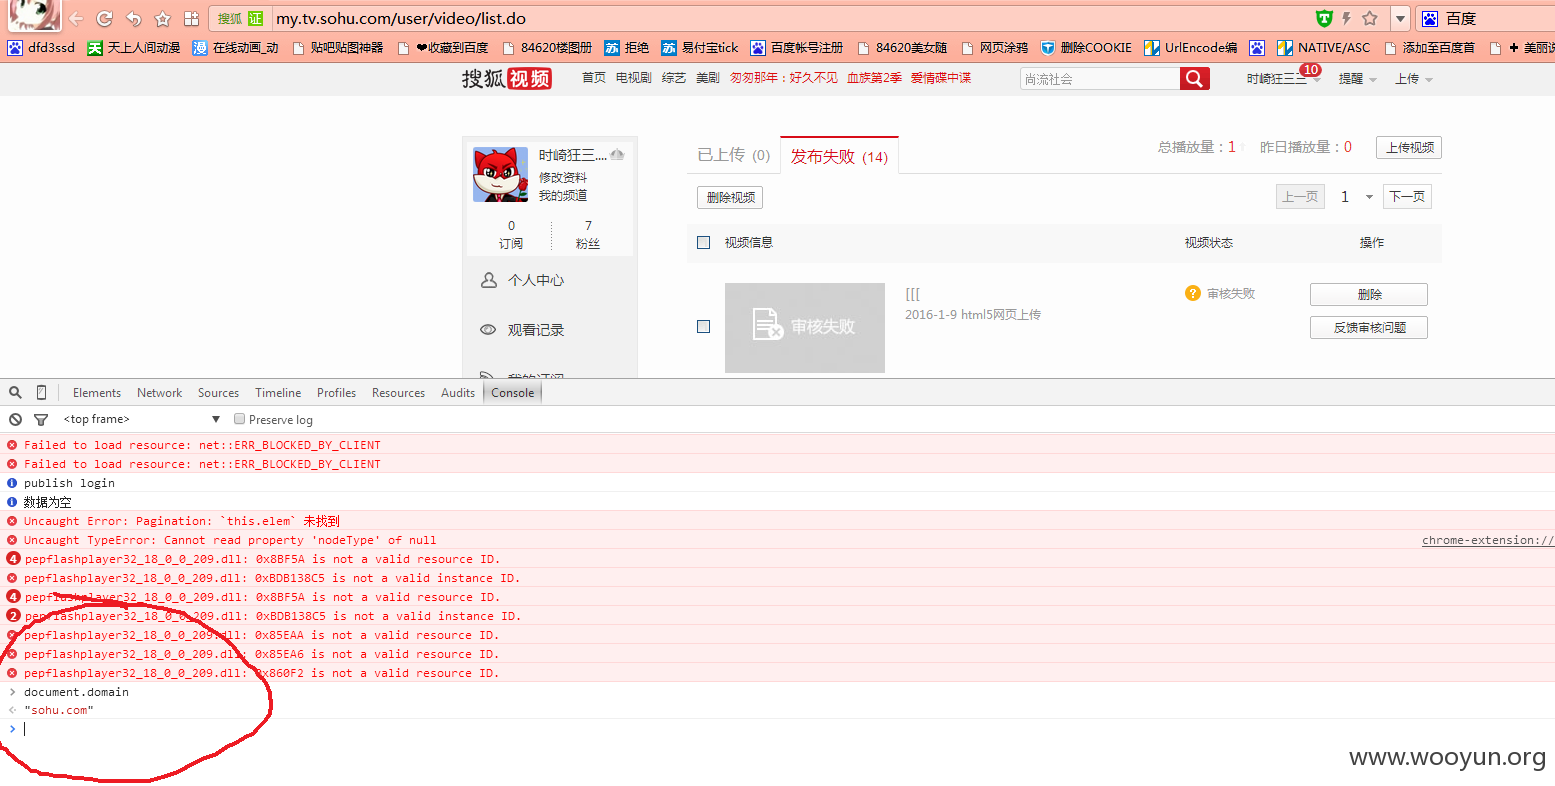 搜狐 证 my.tv.sohu.com/user/video/list.do 百度
dfd3ssd 天上人间动漫 在线动画_动 贴吧贴图神器 ❤收藏到百度 84620楼图册 拒绝 易付宝tick 百度帐号注册 84620美女随 网页涂鸦 删除COOKIE UrlEncode编 NATIVE/ASC 添加至百度首 ✚ 美丽说
搜狐视频 首页 电视剧 综艺 美剧 匆匆那年：好久不见 血族第2季 爱情碟中谍 尚流社会 时崎狂三三 10 提醒 上传
时崎狂三.... 已上传 (0) 发布失败 (14) 总播放量：1 昨日播放量：0 上传视频
修改资料
我的频道 删除视频 上一页 1 下一页
0 7
订阅 粉丝 视频信息 视频状态 操作
个人中心
[[[ ? 审核失败 删除
2016-1-9 html5网页上传
审核失败 反馈审核问题
观看记录
我的订阅
Elements Network Sources Timeline Profiles Resources Audits Console
<top frame> ▼ Preserve log
Failed to load resource: net::ERR_BLOCKED_BY_CLIENT
Failed to load resource: net::ERR_BLOCKED_BY_CLIENT
publish login
数据为空
Uncaught Error: Pagination: `this.elem` 未找到
Uncaught TypeError: Cannot read property 'nodeType' of null chrome-extension://
4 pepflashplayer32_18_0_0_209.dll: 0x8BF5A is not a valid resource ID.
pepflashplayer32_18_0_0_209.dll: 0xBDB138C5 is not a valid instance ID.
4 pepflashplayer32_18_0_0_209.dll: 0x8BF5A is not a valid resource ID.
2 pepflashplayer32_18_0_0_209.dll: 0xBDB138C5 is not a valid instance ID.
pepflashplayer32_18_0_0_209.dll: 0x85EAA is not a valid resource ID.
pepflashplayer32_18_0_0_209.dll: 0x85EA6 is not a valid resource ID.
pepflashplayer32_18_0_0_209.dll: 0x860F2 is not a valid resource ID.
> document.domain
"sohu.com"
>
www.wooyun.org